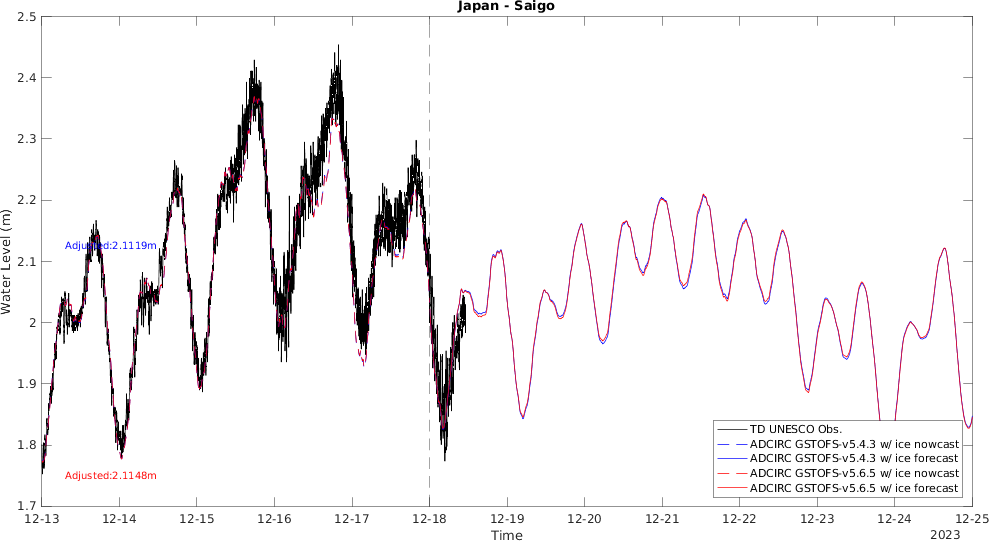 Japan - Saigo
2.5
2.4
2.3
2.2
2.1
2
1.9
1.8
1.7
Water Level (m)
Adjusted:2.1119m
Adjusted:2.1148m
TD UNESCO Obs.
ADCIRC GSTOFS-v5.4.3 w/ ice nowcast
ADCIRC GSTOFS-v5.4.3 w/ ice forecast
ADCIRC GSTOFS-v5.6.5 w/ ice nowcast
ADCIRC GSTOFS-v5.6.5 w/ ice forecast
12-13 12-14 12-15 12-16 12-17 12-18 12-19 12-20 12-21 12-22 12-23 12-24 12-25
Time
2023